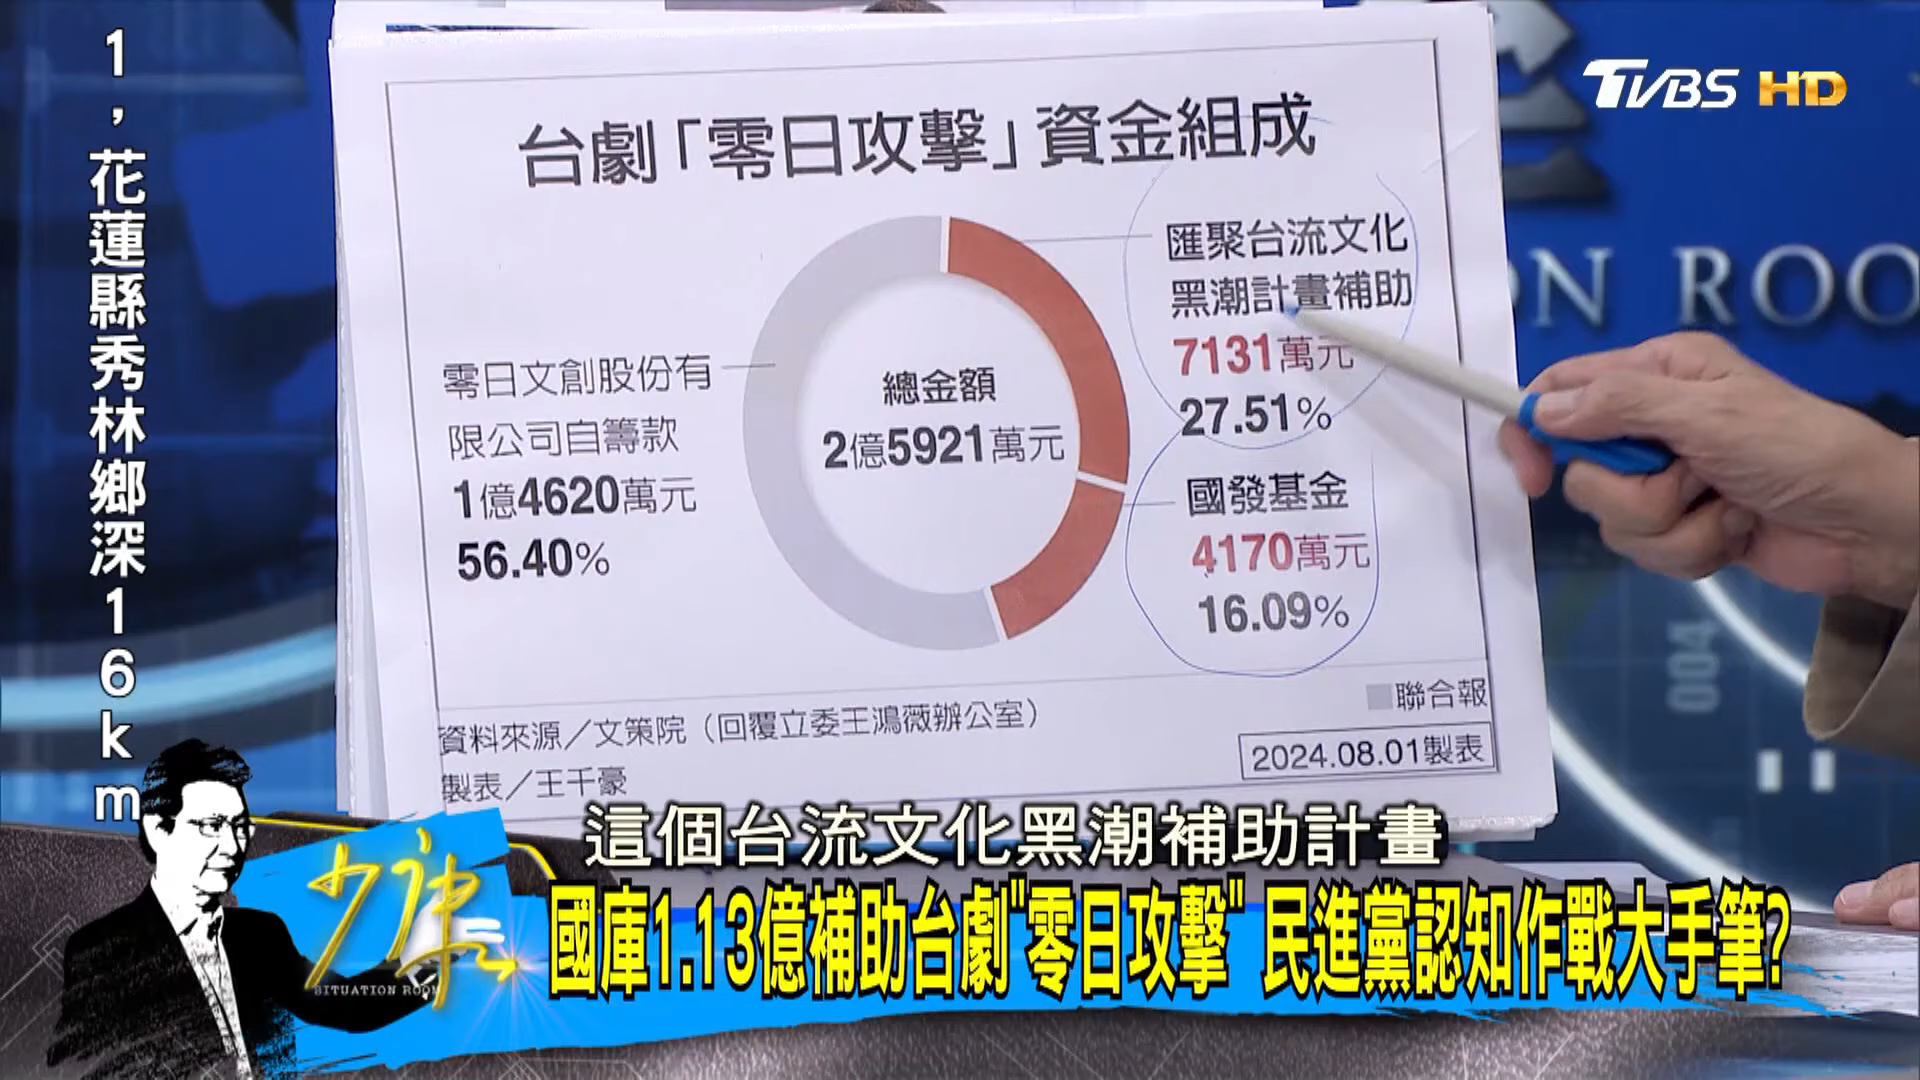 1，花蓮縣秀林鄉深16km
TVBS HD
ON ROO
004
台劇「零日攻擊」資金組成
匯聚台流文化
黑潮計畫補助
7131萬元
27.51%
國發基金
4170萬元
16.09%
總金額
2億5921萬元
零日文創股份有
限公司自籌款
1億4620萬元
56.40%
資料來源／文策院（回覆立委王鴻薇辦公室）
製表／王千豪
聯合報
2024.08.01製表
這個台流文化黑潮補助計畫
少康
SITUATION ROOM
國庫1.13億補助台劇"零日攻擊" 民進黨認知作戰大手筆?